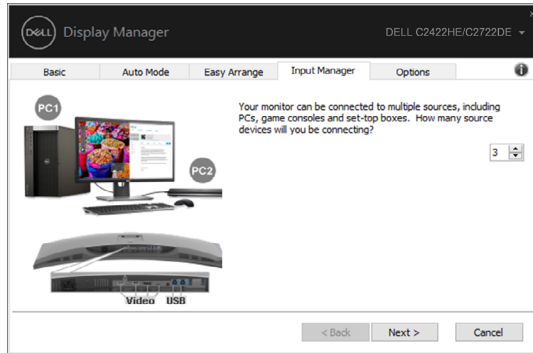 DELL Display Manager
DELL C2422HE/C2722DE
Basic Auto Mode Easy Arrange Input Manager Options
PC1
PC2
Your monitor can be connected to multiple sources, including
PCs, game consoles and set-top boxes. How many source
devices will you be connecting?
3
Video USB
< Back Next > Cancel